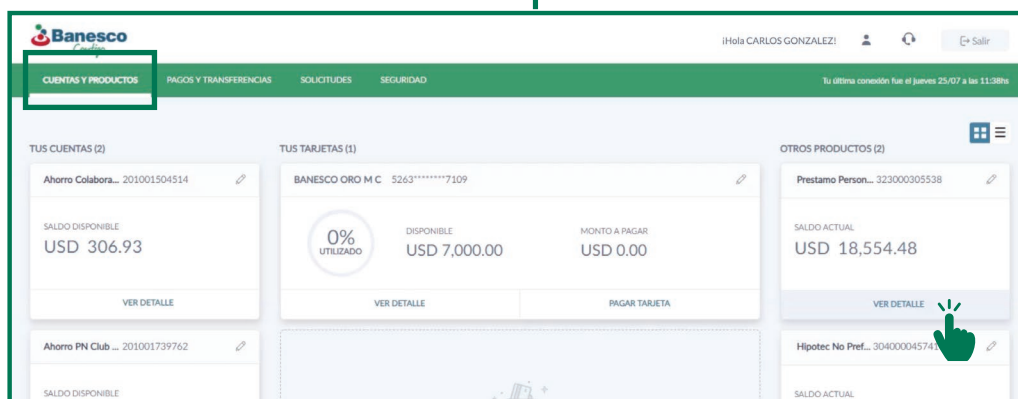 Banesco
¡Hola CARLOS GONZALEZ!
Salir
CUENTAS Y PRODUCTOS
PAGOS Y TRANSFERENCIAS
SOLICITUDES
SEGURIDAD
Tu última conexión fue el jueves 25/07 a las 11:38hs
TUS CUENTAS (2)
Ahorro Colabora... 201001504514
SALDO DISPONIBLE
USD 306.93
VER DETALLE
Ahorro PN Club ... 201001739762
SALDO DISPONIBLE
TUS TARJETAS (1)
BANESCO ORO M C 5263********7109
0%
UTILIZADO
DISPONIBLE
USD 7,000.00
MONTO A PAGAR
USD 0.00
VER DETALLE
PAGAR TARJETA
OTROS PRODUCTOS (2)
Prestamo Person... 323000305538
SALDO ACTUAL
USD 18,554.48
VER DETALLE
Hipotec No Pref... 30400004574
SALDO ACTUAL